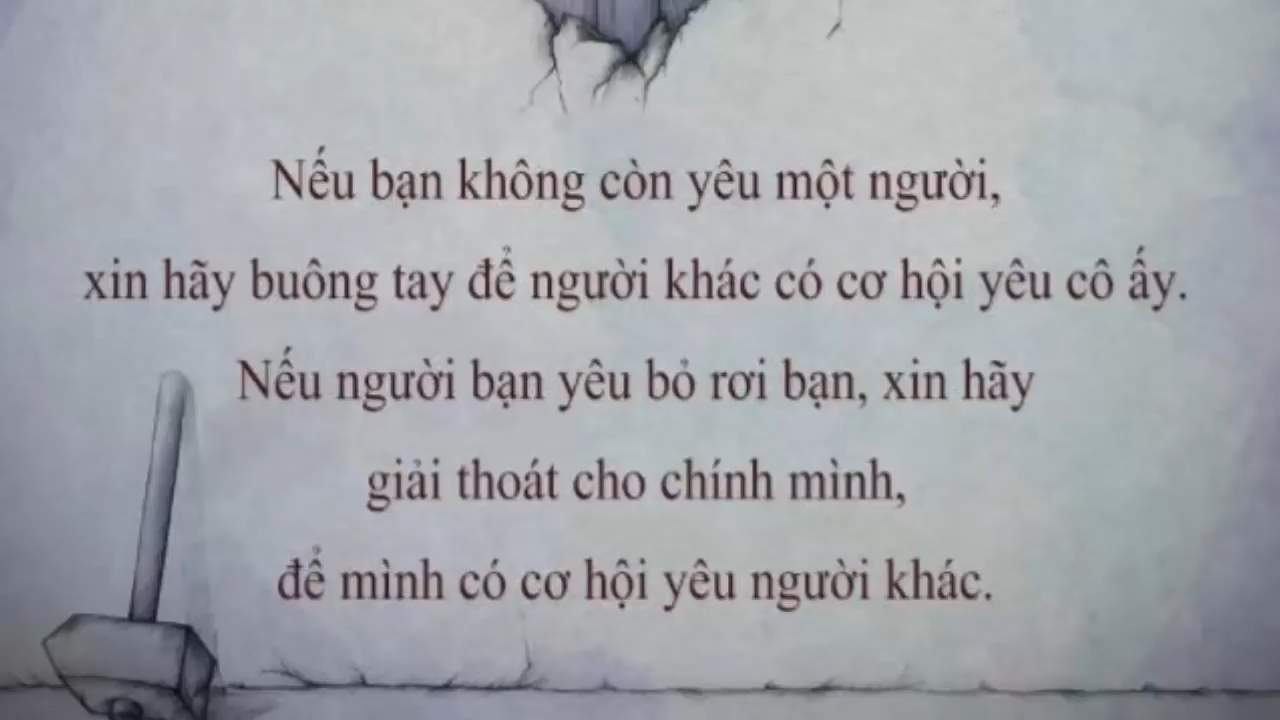 Nếu bạn không còn yêu một người,
xin hãy buông tay để người khác có cơ hội yêu cô ấy.
Nếu người bạn yêu bỏ rơi bạn, xin hãy
giải thoát cho chính mình,
để mình có cơ hội yêu người khác.